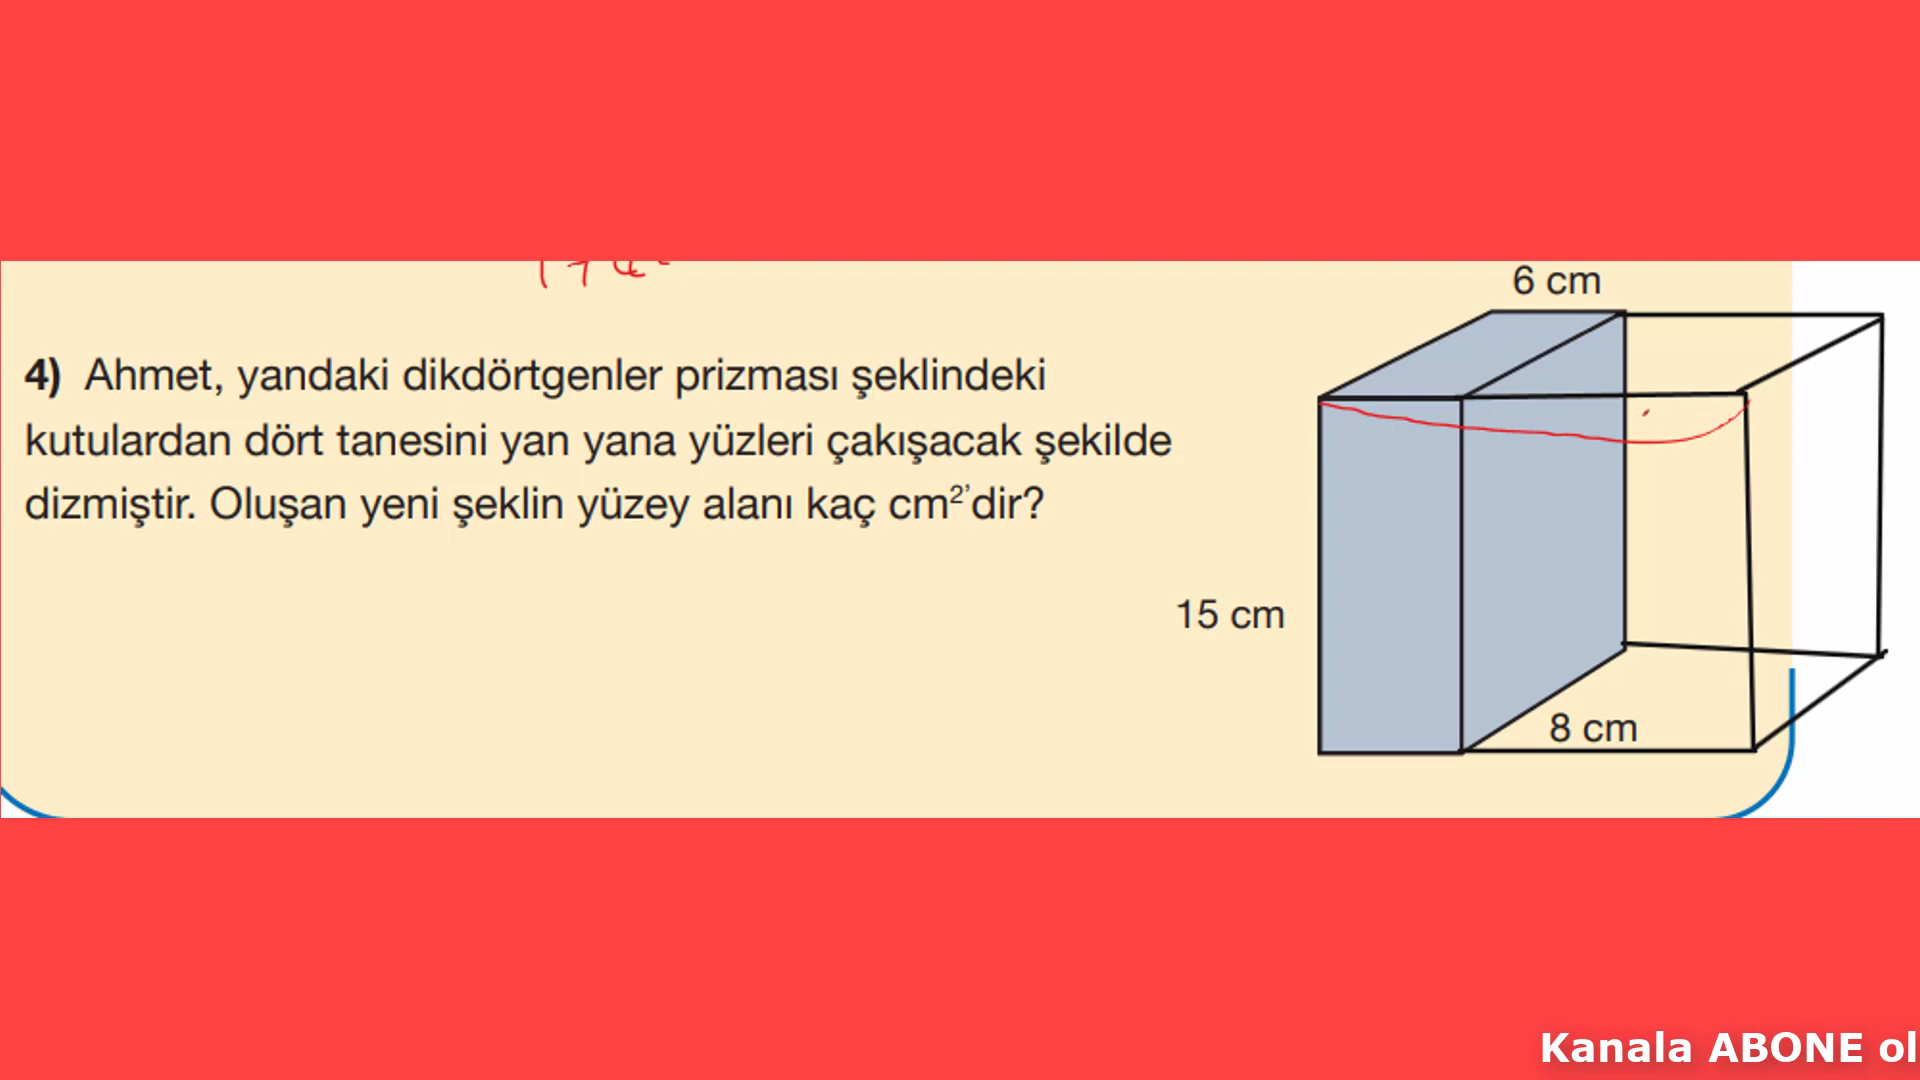 6 cm
4) Ahmet, yandaki dikdörtgenler prizması şeklindeki
kutulardan dört tanesini yan yana yüzleri çakışacak şekilde
dizmiştir. Oluşan yeni şeklin yüzey alanı kaç cm²’dir?
15 cm
8 cm
Kanala ABONE ol